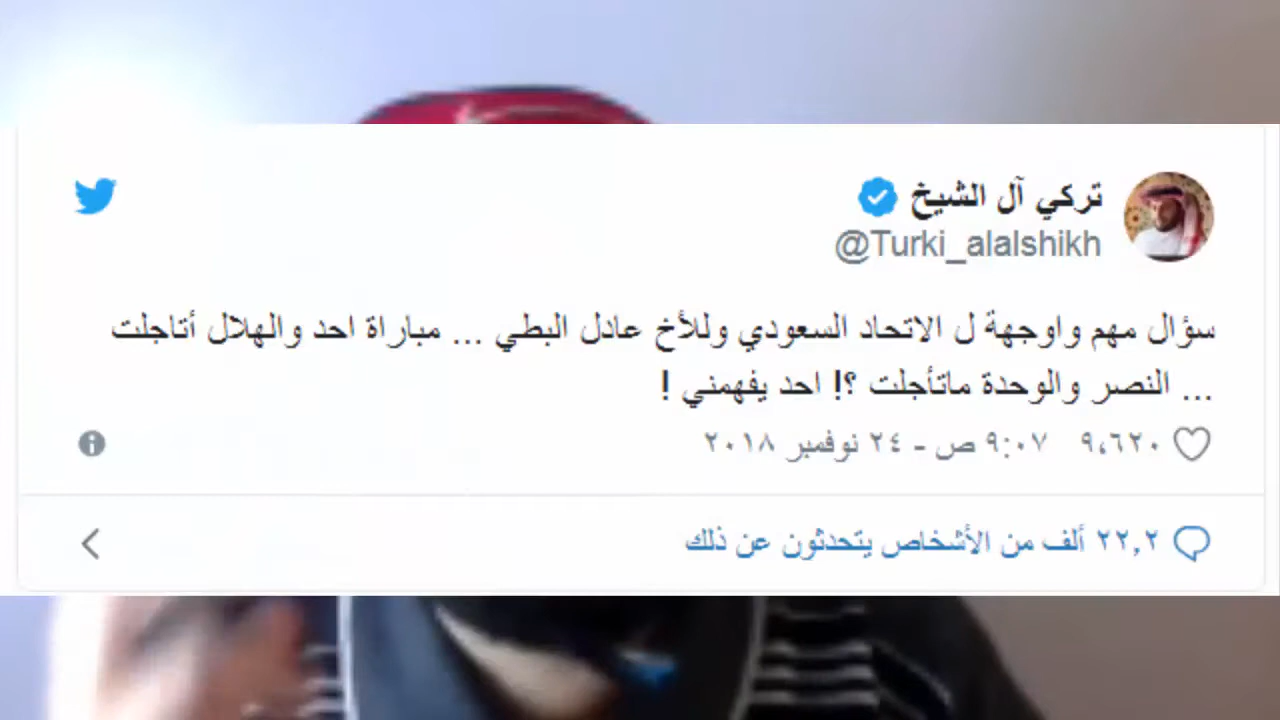 تركي آل الشيخ
@Turki_alalshikh
سؤال مهم واوجهة ل الاتحاد السعودي وللأخ عادل البطي ... مباراة احد والهلال أتاجلت
... النصر والوحدة ماتأجلت ؟! احد يفهمني !
٩،٦٢٠ ٩:٠٧ ص - ٢٤ نوفمبر ٢٠١٨
٢٢,٢ ألف من الأشخاص يتحدثون عن ذلك